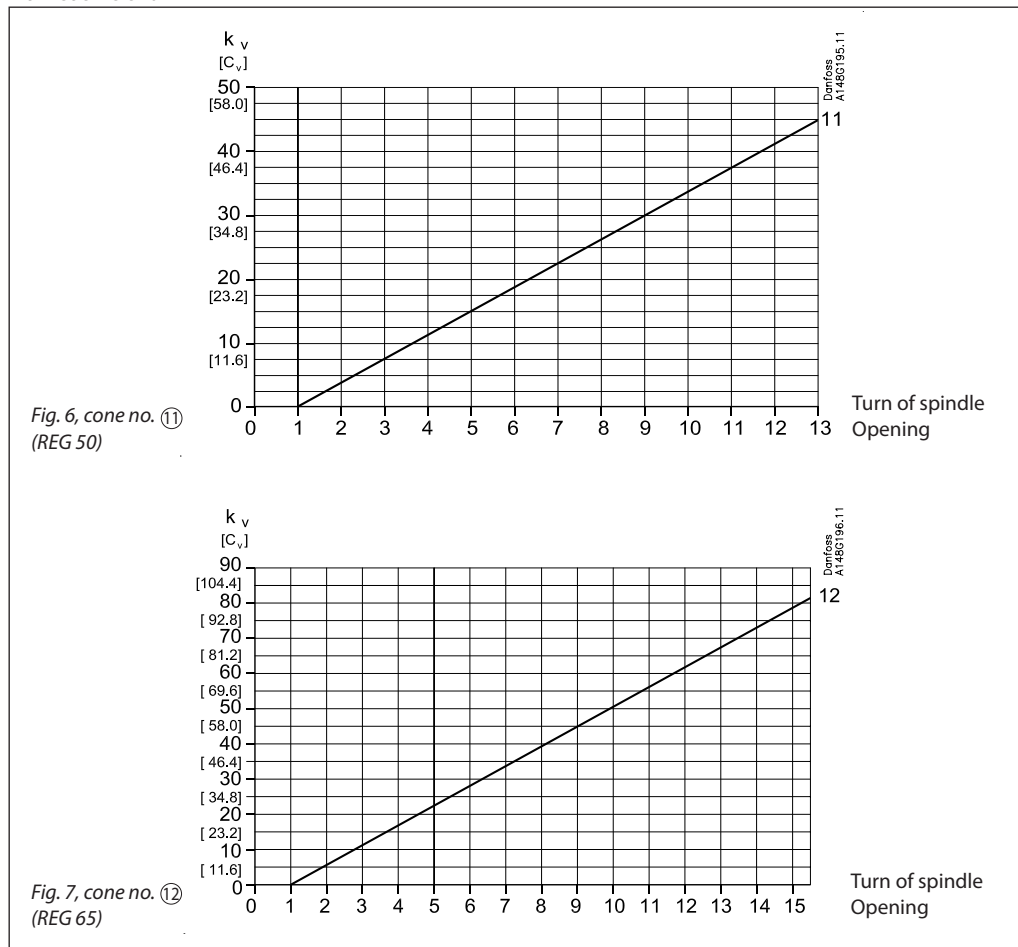 k v
[Cv]
50
[58.0]
40
[46.4]
30
[34.8]
20
[23.2]
10
[11.6]
0
0 1 2 3 4 5 6 7 8 9 10 11 12 13
11
Danfoss
A148G195.11
Turn of spindle
Opening
Fig. 6, cone no. ⑪
(REG 50)
k v
[Cv]
90
[104.4]
80
[ 92.8]
70
[ 81.2]
60
[ 69.6]
50
[ 58.0]
40
[ 46.4]
30
[ 34.8]
20
[ 23.2]
10
[ 11.6]
0
0 1 2 3 4 5 6 7 8 9 10 11 12 13 14 15
12
Danfoss
A148G196.11
Turn of spindle
Opening
Fig. 7, cone no. ⑫
(REG 65)